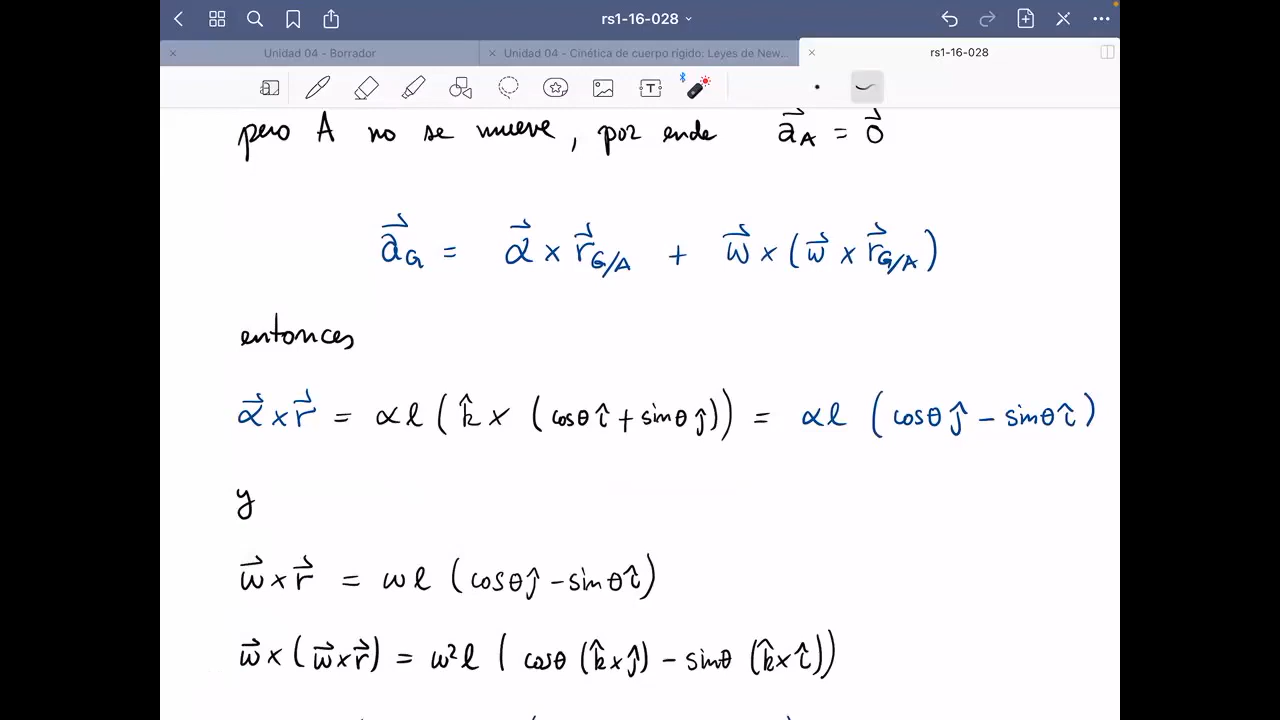 rs1-16-028
Unidad 04 - Borrador
Unidad 04 - Cinética de cuerpo rígido: Leyes de New...
rs1-16-028
pero A no se mueve, por ende a⃗_A = 0⃗
a⃗_G = α⃗ × r⃗_G/A + ω⃗ × (ω⃗ × r⃗_G/A)
entonces
α⃗ × r⃗ = αl (k̂ × (cosθ î + sinθ ĵ)) = αl (cosθ ĵ − sinθ î)
y
ω⃗ × r⃗ = ωl (cosθ ĵ − sinθ î)
ω⃗ × (ω⃗ × r⃗) = ω²l (cosθ (k̂ × ĵ) − sinθ (k̂ × î))